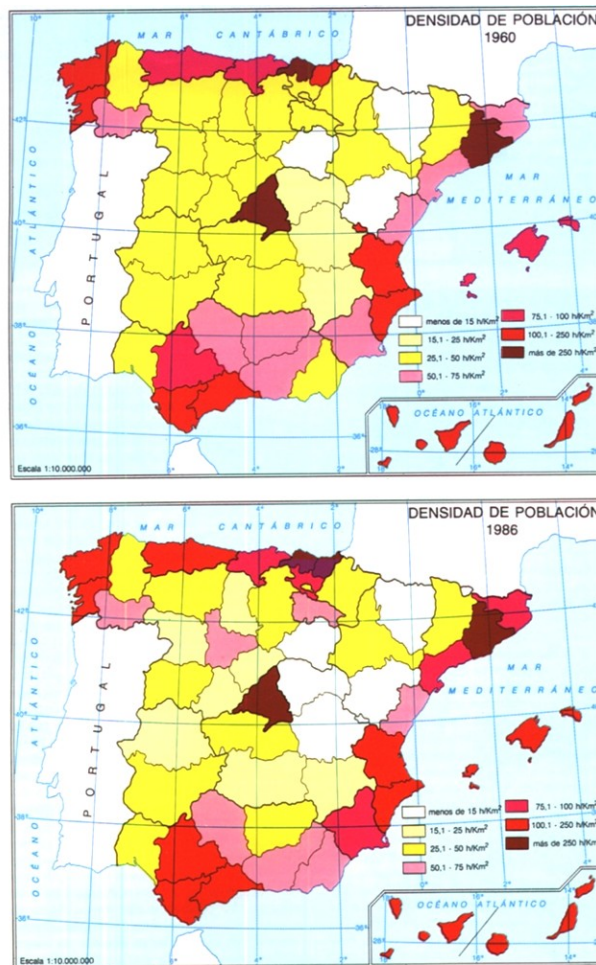 DENSIDAD DE POBLACIÓN
1960
MAR CANTÁBRICO
OCÉANO ATLÁNTICO
PORTUGAL
MAR
MEDITERRÁNEO
menos de 15 h/Km²
15,1 - 25 h/Km²
25,1 - 50 h/Km²
50,1 - 75 h/Km²
75,1 - 100 h/Km²
100,1 - 250 h/Km²
más de 250 h/Km²
OCÉANO ATLÁNTICO
Escala 1:10.000.000
DENSIDAD DE POBLACIÓN
1986
MAR CANTÁBRICO
OCÉANO ATLÁNTICO
PORTUGAL
MAR
MEDITERRÁNEO
menos de 15 h/Km²
15,1 - 25 h/Km²
25,1 - 50 h/Km²
50,1 - 75 h/Km²
75,1 - 100 h/Km²
100,1 - 250 h/Km²
más de 250 h/Km²
OCÉANO ATLÁNTICO
Escala 1:10.000.000